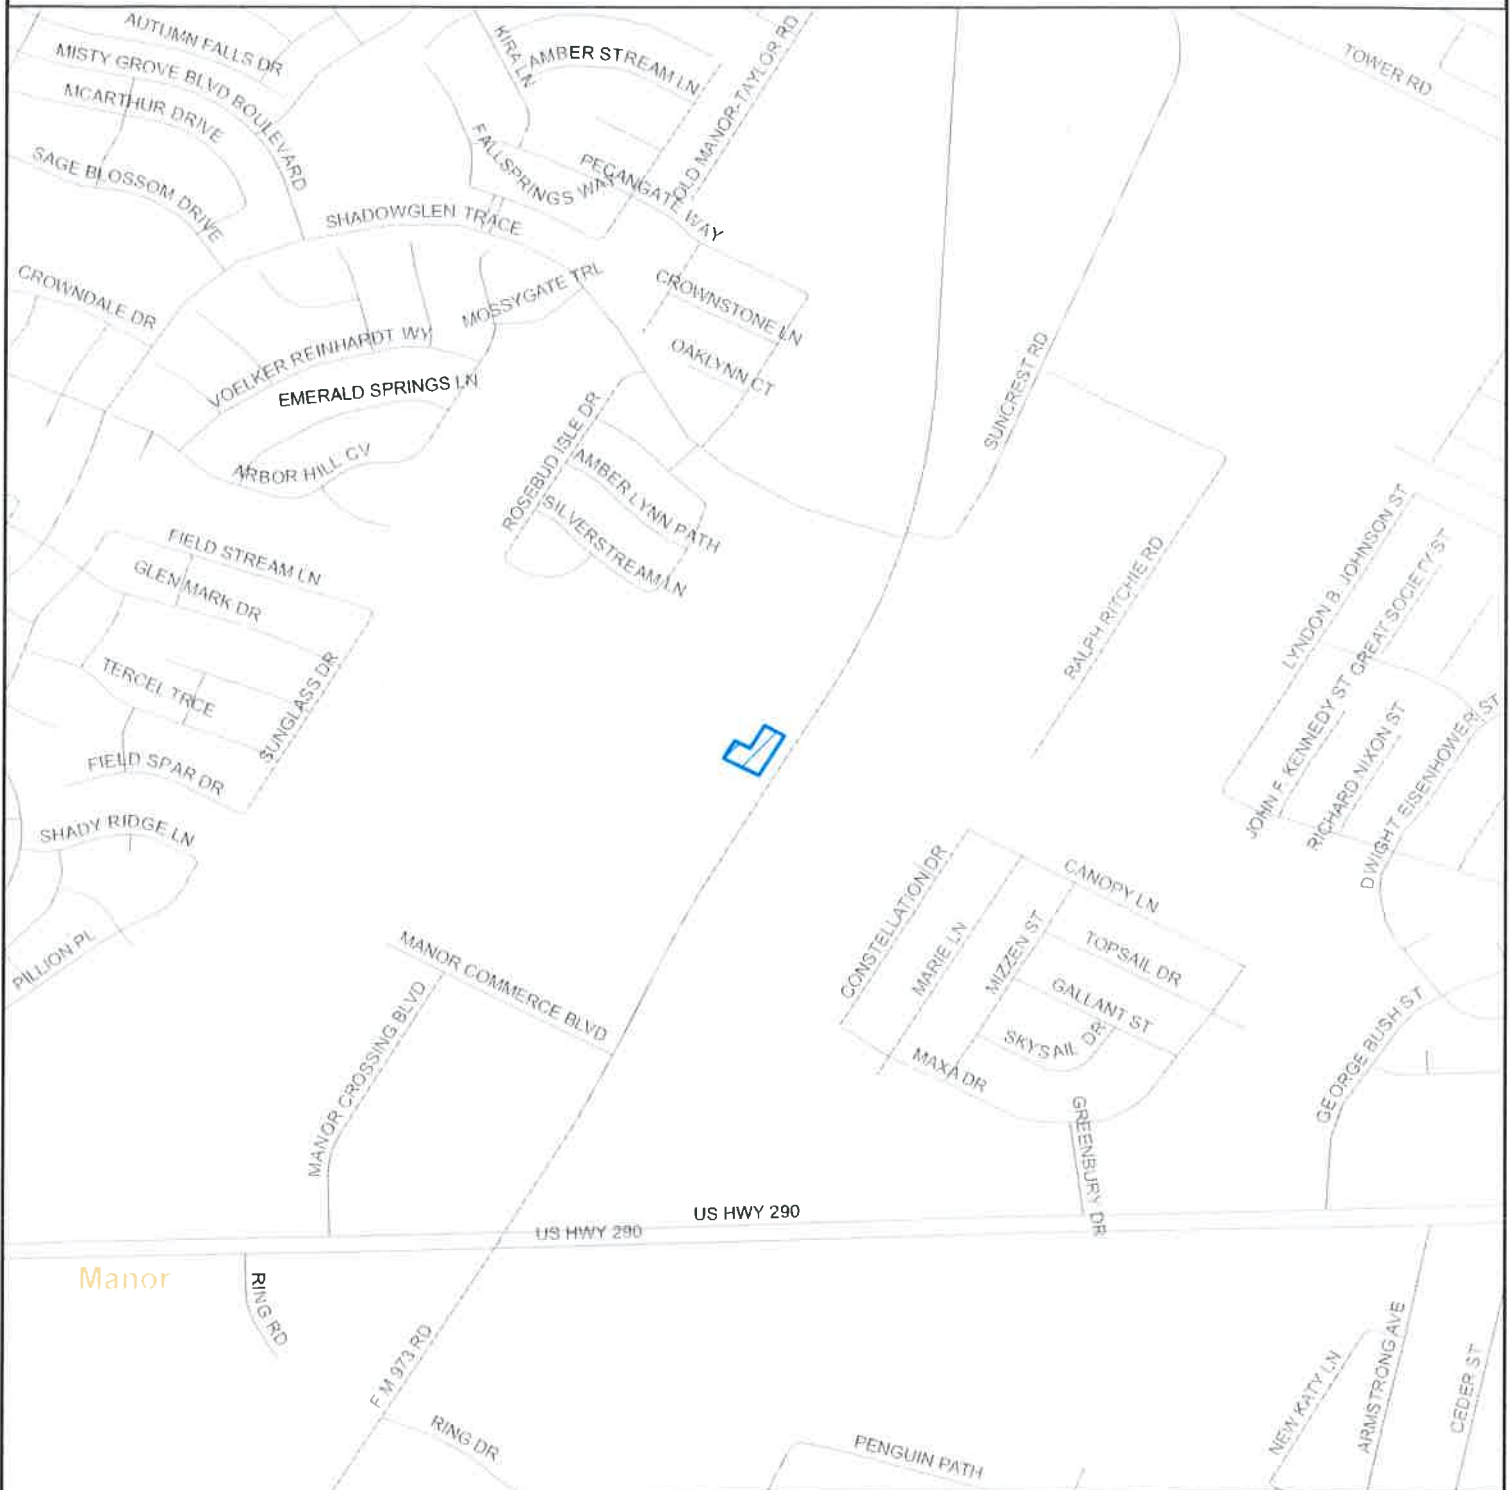 AUTUMN FALLS DR
MISTY GROVE BLVD BOULEVARD
MCARTHUR DRIVE
SAGE BLOSSOM DRIVE
KIRA LN
AMBER STREAM LN
OLD MANOR-TAYLOR RD
TOWER RD
FALLSPRINGS WAY
PECANGATE WAY
SHADOWGLEN TRACE
CROWNDALE DR
MOSSYGATE TRL
CROWNSTONE LN
OAKLYNN CT
VOELKER REINHARDT WY
EMERALD SPRINGS LN
ARBOR HILL CV
SUNCREST RD
ROSEBUD ISLE DR
AMBER LYNN PATH
SILVERSTREAM LN
FIELD STREAM LN
GLEN MARK DR
TERCEL TRCE
SUNGLASS DR
FIELD SPAR DR
SHADY RIDGE LN
PILLION PL
RALPH RITCHIE RD
LYNDON B. JOHNSON ST
GREAT SOCIETY ST
JOHN F. KENNEDY ST
RICHARD NIXON ST
DWIGHT EISENHOWER ST
CONSTELLATION DR
MARIE LN
MIZZEN ST
CANOPY LN
TOPSAIL DR
GALLANT ST
SKYSAIL DR
MAXA DR
GREENBURY DR
GEORGE BUSH ST
MANOR COMMERCE BLVD
MANOR CROSSING BLVD
US HWY 290
US HWY 290
Manor
RING RD
F M 973 RD
RING DR
PENGUIN PATH
NEW KATY LN
ARMSTRONG AVE
CEDER ST